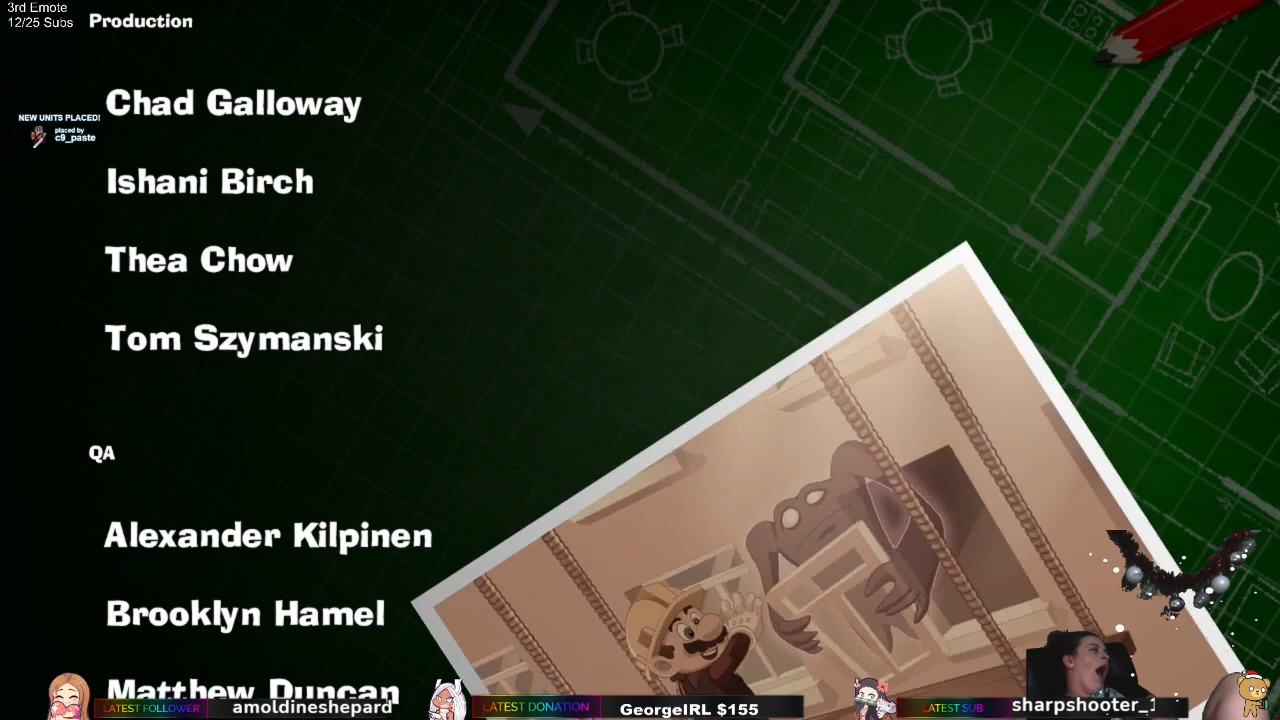 3rd Emote
12/25 Subs
Production
Chad Galloway
NEW UNITS PLACED!
placed by
c9_paste
Ishani Birch
Thea Chow
Tom Szymanski
QA
Alexander Kilpinen
Brooklyn Hamel
Matthew Duncan
LATEST FOLLOWER
amoldineshepard
LATEST DONATION
GeorgeIRL $155
LATEST SUB
sharpshooter_1